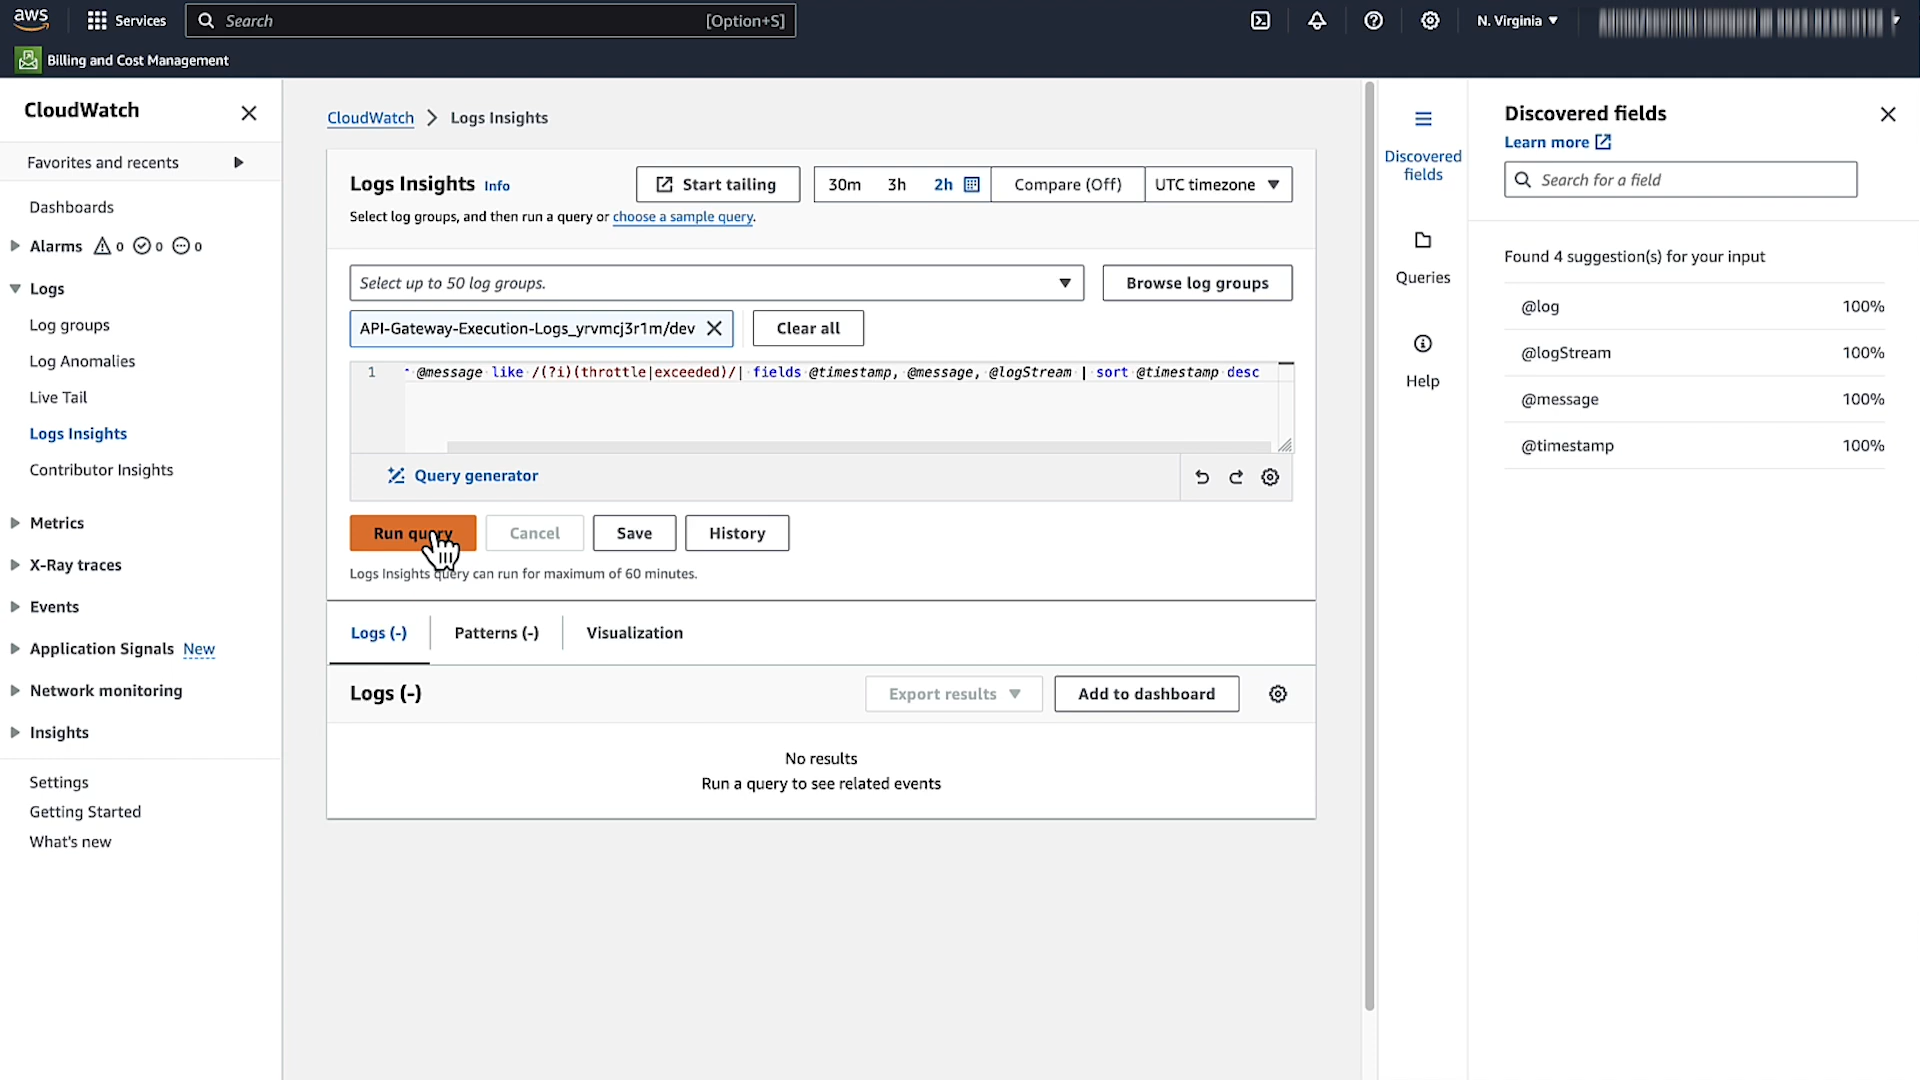 aws Services Search [Option+S] N. Virginia
Billing and Cost Management
CloudWatch
Favorites and recents
Dashboards
Alarms 0 0 0
Logs
Log groups
Log Anomalies
Live Tail
Logs Insights
Contributor Insights
Metrics
X-Ray traces
Events
Application Signals New
Network monitoring
Insights
Settings
Getting Started
What's new
CloudWatch > Logs Insights
Logs Insights Info
Start tailing
30m 3h 2h Compare (Off) UTC timezone
Select log groups, and then run a query or choose a sample query.
Select up to 50 log groups.
Browse log groups
API-Gateway-Execution-Logs_yrvmcj3r1m/dev
Clear all
1 @message like /(?i)(throttle|exceeded)/| fields @timestamp, @message, @logStream | sort @timestamp desc
Query generator
Run query Cancel Save History
Logs Insights query can run for maximum of 60 minutes.
Logs (-) Patterns (-) Visualization
Logs (-)
Export results Add to dashboard
No results
Run a query to see related events
Discovered fields
Queries
Help
Discovered fields
Learn more
Search for a field
Found 4 suggestion(s) for your input
@log 100%
@logStream 100%
@message 100%
@timestamp 100%